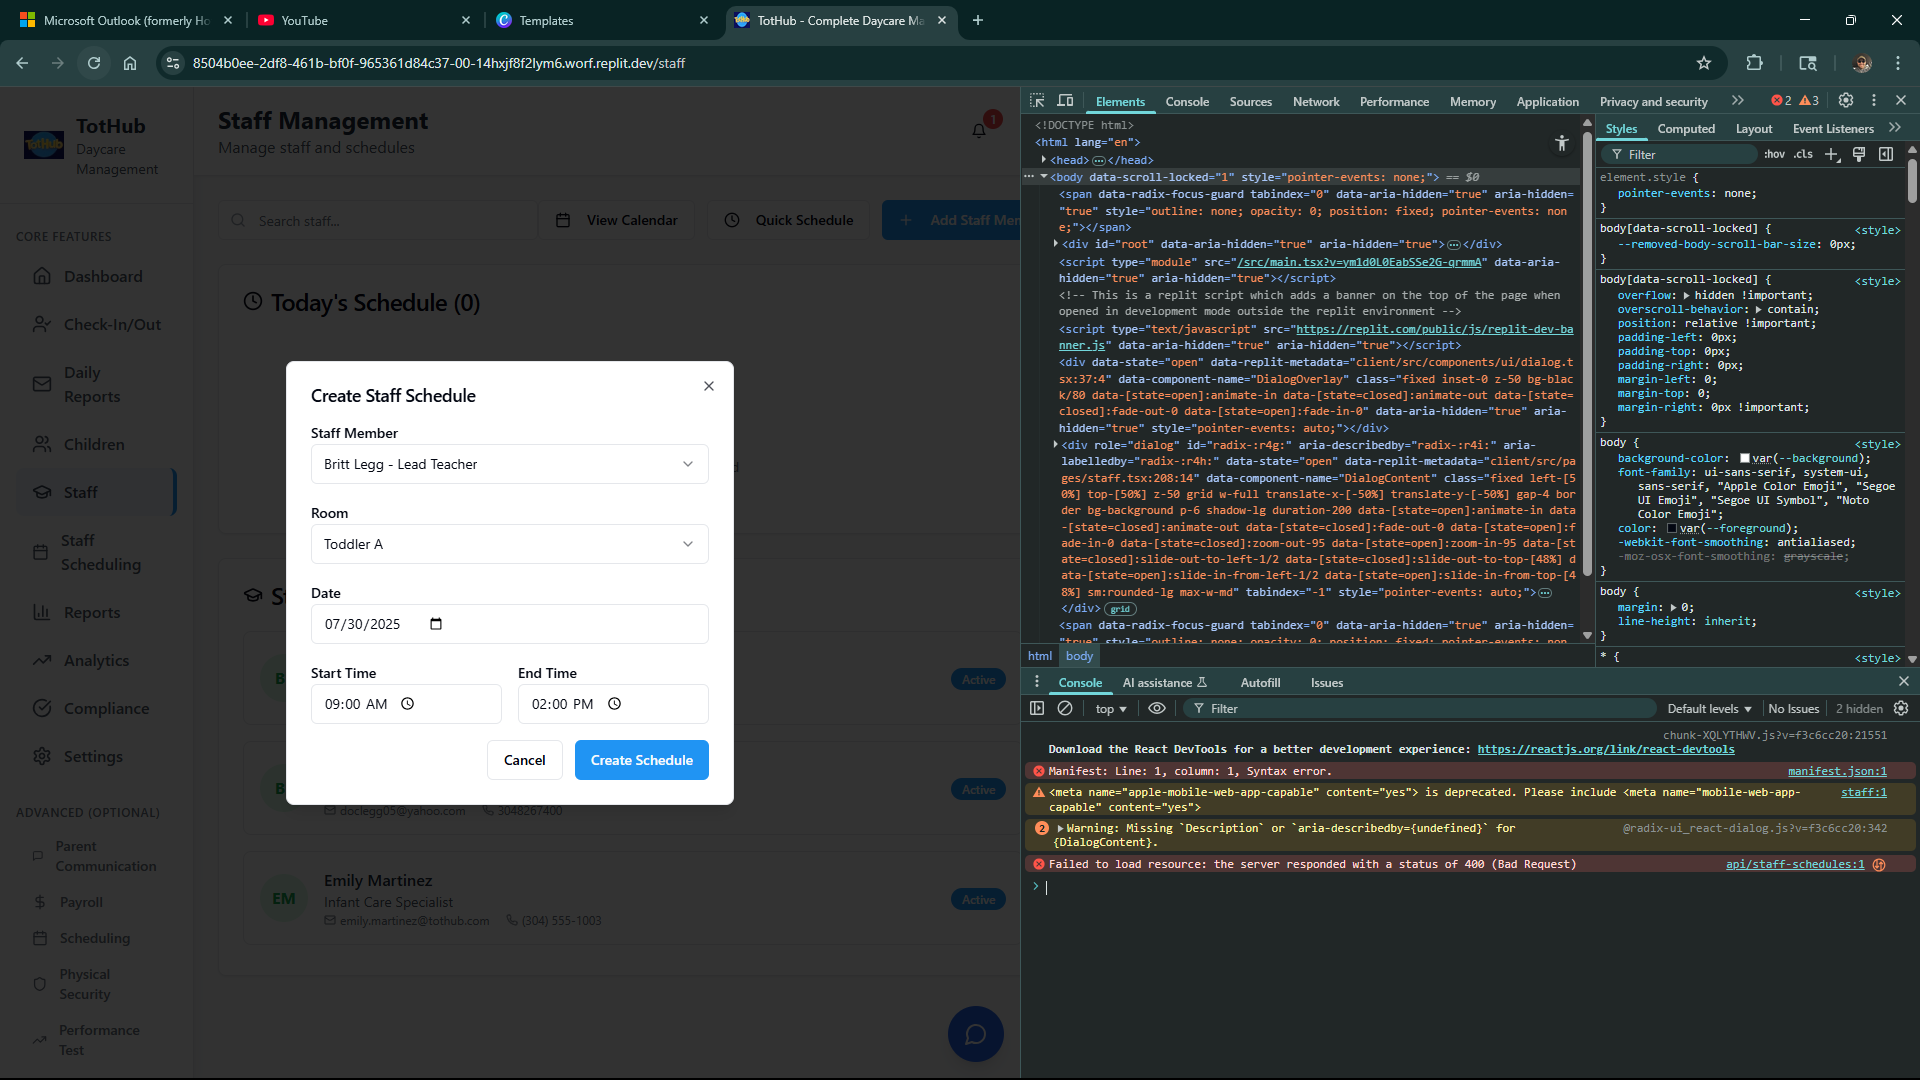 Microsoft Outlook (formerly Ho
YouTube
Templates
TotHub - Complete Daycare Ma
8504b0ee-2df8-461b-bf0f-965361d84c37-00-14hxjf8f2lym6.worf.replit.dev/staff
TotHub
TotHub
Daycare
Management
CORE FEATURES
Dashboard
Check-In/Out
Daily
Reports
Children
Staff
Staff
Scheduling
Reports
Analytics
Compliance
Settings
ADVANCED (OPTIONAL)
Parent
Communication
Payroll
Scheduling
Physical
Security
Performance
Test
Staff Management
Manage staff and schedules
1
Search staff...
View Calendar
Quick Schedule
Add Staff Mem
Today's Schedule (0)
Create Staff Schedule
Staff Member
Britt Legg - Lead Teacher
Room
Toddler A
Date
07/30/2025
Start Time
End Time
09:00 AM
02:00 PM
Cancel
Create Schedule
Active
Active
doclegg05@yahoo.com
3048267400
EM
Emily Martinez
Infant Care Specialist
emily.martinez@tothub.com
(304) 555-1003
Active
Elements
Console
Sources
Network
Performance
Memory
Application
Privacy and security
2
3
<!DOCTYPE html>
<html lang="en">
<head>…</head>
<body data-scroll-locked="1" style="pointer-events: none;"> == $0
<span data-radix-focus-guard tabindex="0" data-aria-hidden="true" aria-hidden=
"true" style="outline: none; opacity: 0; position: fixed; pointer-events: non
e;"></span>
<div id="root" data-aria-hidden="true" aria-hidden="true">…</div>
<script type="module" src="/src/main.tsx?v=ym1d0L0EabSSe2G-qrmmA" data-aria-
hidden="true" aria-hidden="true"></script>
<!-- This is a replit script which adds a banner on the top of the page when
opened in development mode outside the replit environment -->
<script type="text/javascript" src="https://replit.com/public/js/replit-dev-ba
nner.js" data-aria-hidden="true" aria-hidden="true"></script>
<div data-state="open" data-replit-metadata="client/src/components/ui/dialog.t
sx:37:4" data-component-name="DialogOverlay" class="fixed inset-0 z-50 bg-blac
k/80 data-[state=open]:animate-in data-[state=closed]:animate-out data-[state=
closed]:fade-out-0 data-[state=open]:fade-in-0" data-aria-hidden="true" aria-
hidden="true" style="pointer-events: auto;"></div>
<div role="dialog" id="radix-:r4g:" aria-describedby="radix-:r4i:" aria-
labelledby="radix-:r4h:" data-state="open" data-replit-metadata="client/src/pa
ges/staff.tsx:208:14" data-component-name="DialogContent" class="fixed left-[5
0%] top-[50%] z-50 grid w-full translate-x-[-50%] translate-y-[-50%] gap-4 bor
der bg-background p-6 shadow-lg duration-200 data-[state=open]:animate-in data
-[state=closed]:animate-out data-[state=closed]:fade-out-0 data-[state=open]:f
ade-in-0 data-[state=closed]:zoom-out-95 data-[state=open]:zoom-in-95 data-[st
ate=closed]:slide-out-to-left-1/2 data-[state=closed]:slide-out-to-top-[48%] d
ata-[state=open]:slide-in-from-left-1/2 data-[state=open]:slide-in-from-top-[4
8%] sm:rounded-lg max-w-md" tabindex="-1" style="pointer-events: auto;">…
</div> grid
<span data-radix-focus-guard tabindex="0" data-aria-hidden="true" aria-hidden=
"true" style="outline: none; opacity: 0; position: fixed; pointer-events: non
html
body
Styles
Computed
Layout
Event Listeners
Filter
:hov .cls
element.style {
pointer-events: none;
}
body[data-scroll-locked] { <style>
--removed-body-scroll-bar-size: 0px;
}
body[data-scroll-locked] { <style>
overflow: hidden !important;
overscroll-behavior: contain;
position: relative !important;
padding-left: 0px;
padding-top: 0px;
padding-right: 0px;
margin-left: 0;
margin-top: 0;
margin-right: 0px !important;
}
body { <style>
background-color: var(--background);
font-family: ui-sans-serif, system-ui,
sans-serif, "Apple Color Emoji", "Segoe
UI Emoji", "Segoe UI Symbol", "Noto
Color Emoji";
color: var(--foreground);
-webkit-font-smoothing: antialiased;
-moz-osx-font-smoothing: grayscale;
}
body { <style>
margin: 0;
line-height: inherit;
}
* { <style>
Console
AI assistance
Autofill
Issues
top
Filter
Default levels
No Issues
2 hidden
chunk-XQLYTHWV.js?v=f3c6cc20:21551
Download the React DevTools for a better development experience: https://reactjs.org/link/react-devtools
Manifest: Line: 1, column: 1, Syntax error. manifest.json:1
<meta name="apple-mobile-web-app-capable" content="yes"> is deprecated. Please include <meta name="mobile-web-app- staff:1
capable" content="yes">
2 Warning: Missing `Description` or `aria-describedby={undefined}` for @radix-ui_react-dialog.js?v=f3c6cc20:342
{DialogContent}.
Failed to load resource: the server responded with a status of 400 (Bad Request) api/staff-schedules:1